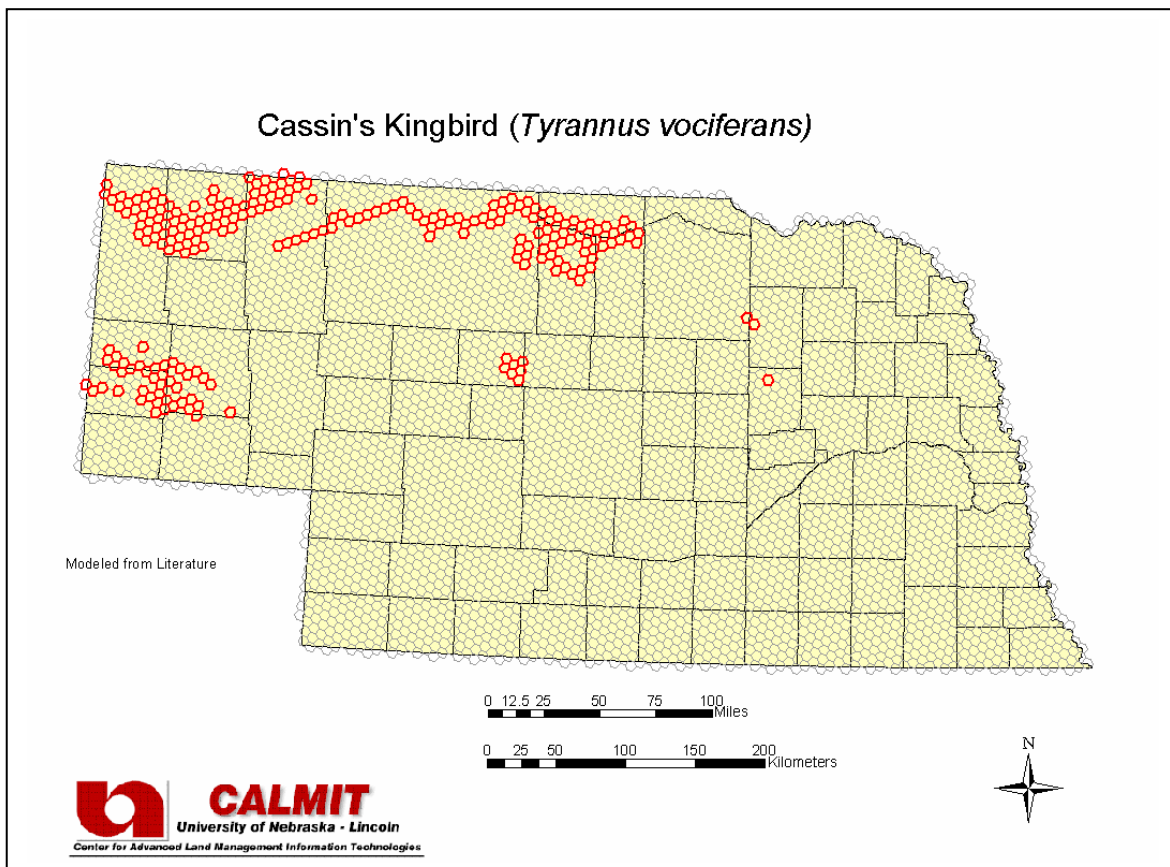 Cassin's Kingbird (Tyrannus vociferans)
Modeled from Literature
0 12.5 25 50 75 100
Miles
0 25 50 100 150 200
Kilometers
N
CALMIT
University of Nebraska - Lincoln
Center for Advanced Land Management Information Technologies